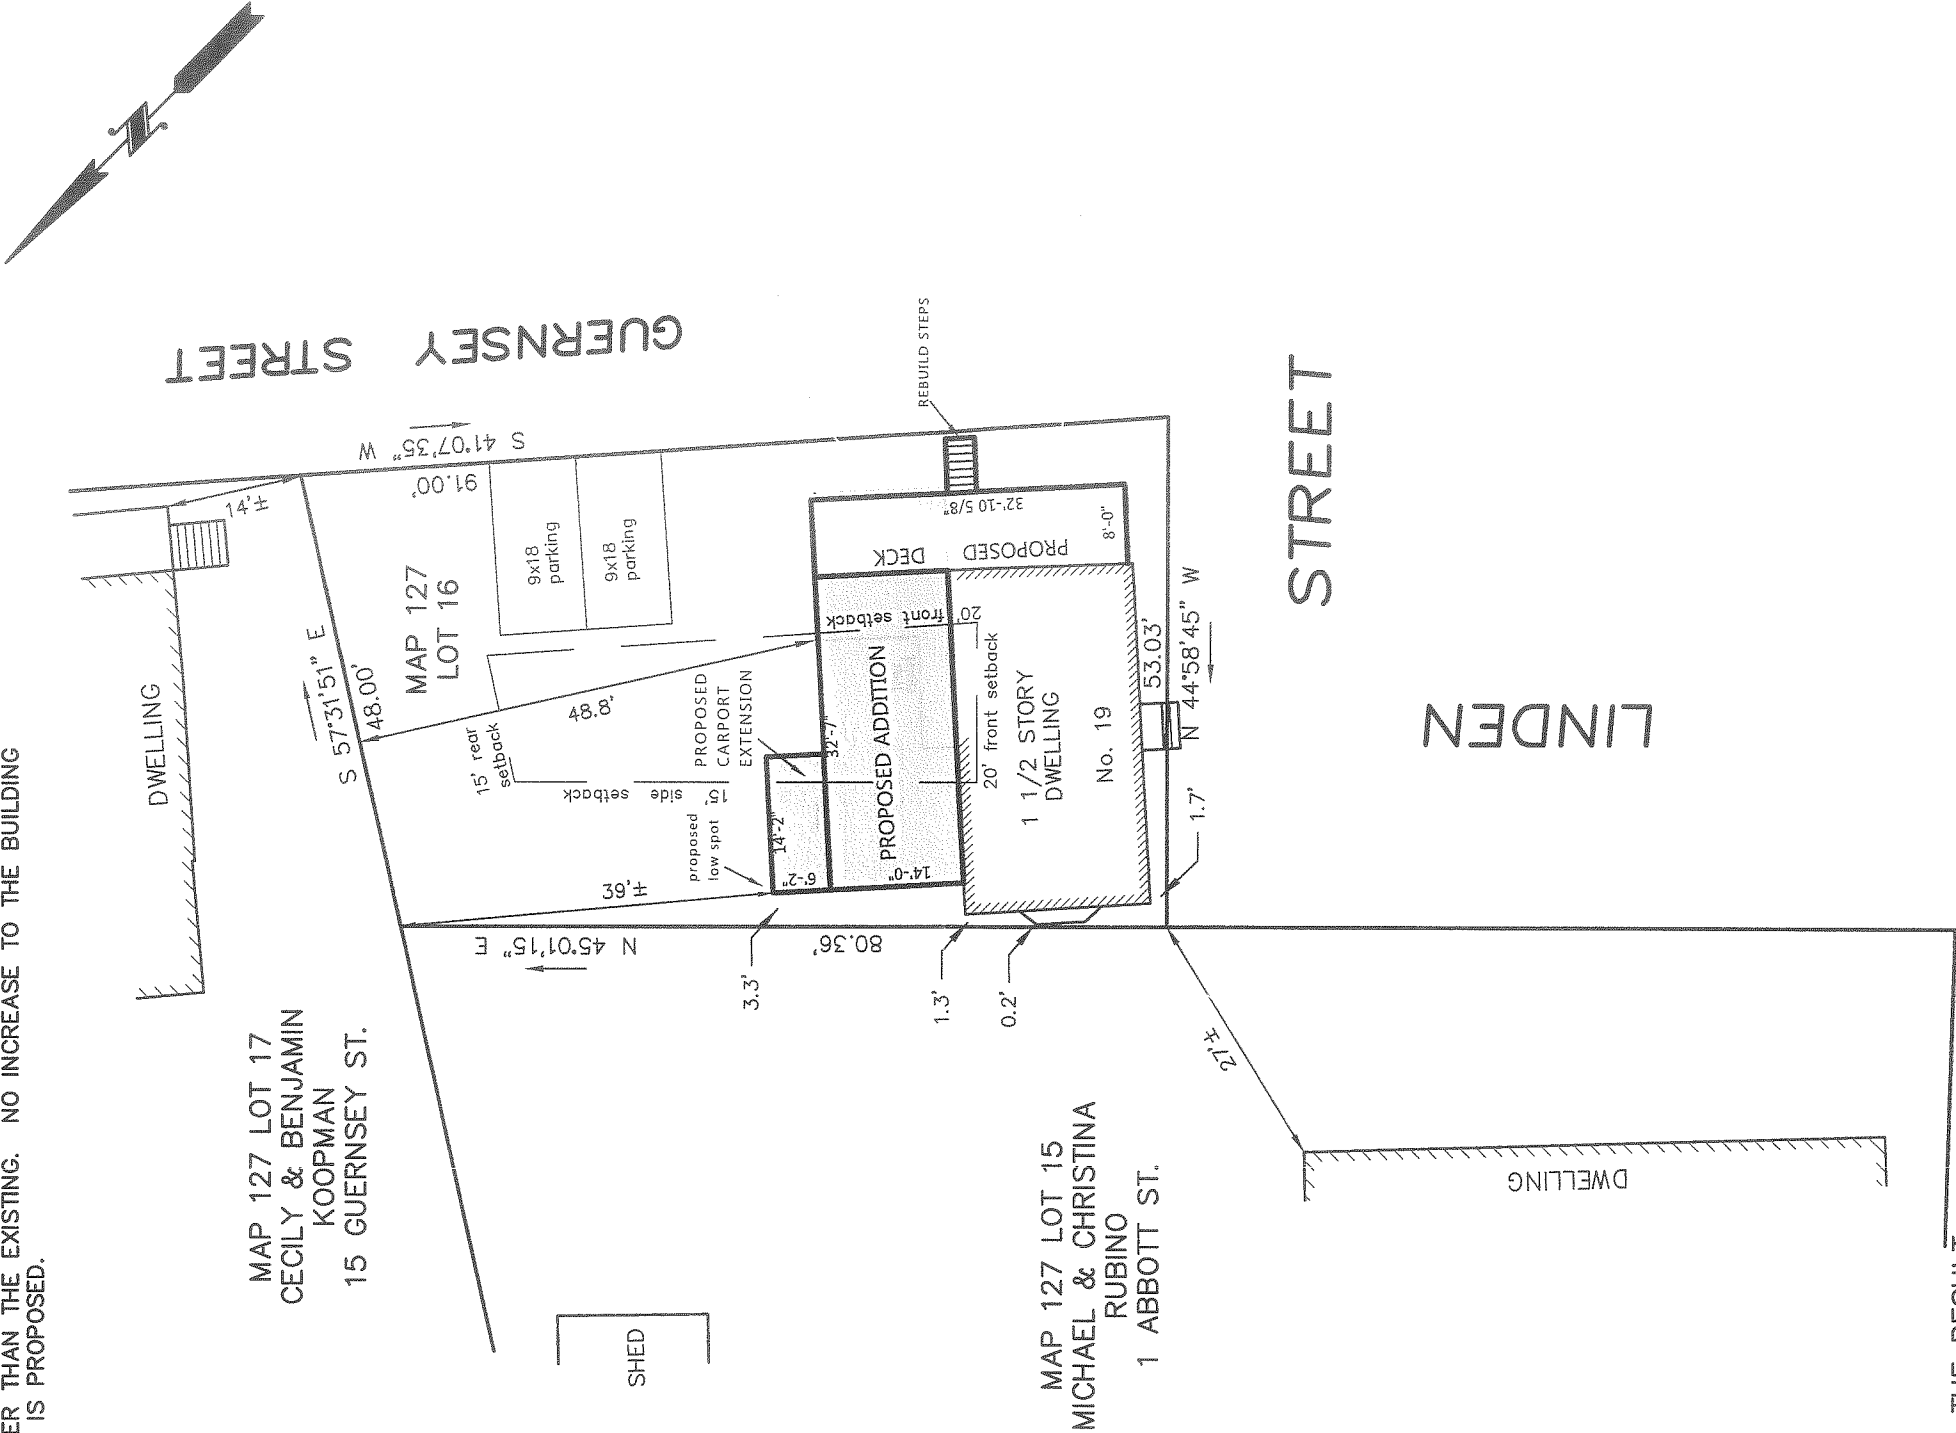 ER THAN THE EXISTING. NO INCREASE TO THE BUILDING
IS PROPOSED.
N
GUERNSEY STREET
S 41°07'35" W
91.00'
14'±
DWELLING
S 57°31'51" E
48.00'
MAP 127
LOT 16
9x18
parking
9x18
parking
REBUILD STEPS
PROPOSED
DECK
32'-10 5/8"
8'-0"
20' front setback
48.8'
15' rear
setback
15' side setback
PROPOSED
CARPORT
EXTENSION
proposed
low spot
14'-2"
6'-2"
32'-7"
PROPOSED ADDITION
14'-0"
20' front setback
1 1/2 STORY
DWELLING
No. 19
53.03'
N 44°58'45" W
1.7'
39'±
N 45°01'15" E
80.36'
3.3'
1.3'
0.2'
27'±
LINDEN
STREET
MAP 127 LOT 17
CECILY & BENJAMIN
KOOPMAN
15 GUERNSEY ST.
SHED
MAP 127 LOT 15
MICHAEL & CHRISTINA
RUBINO
1 ABBOTT ST.
DWELLING